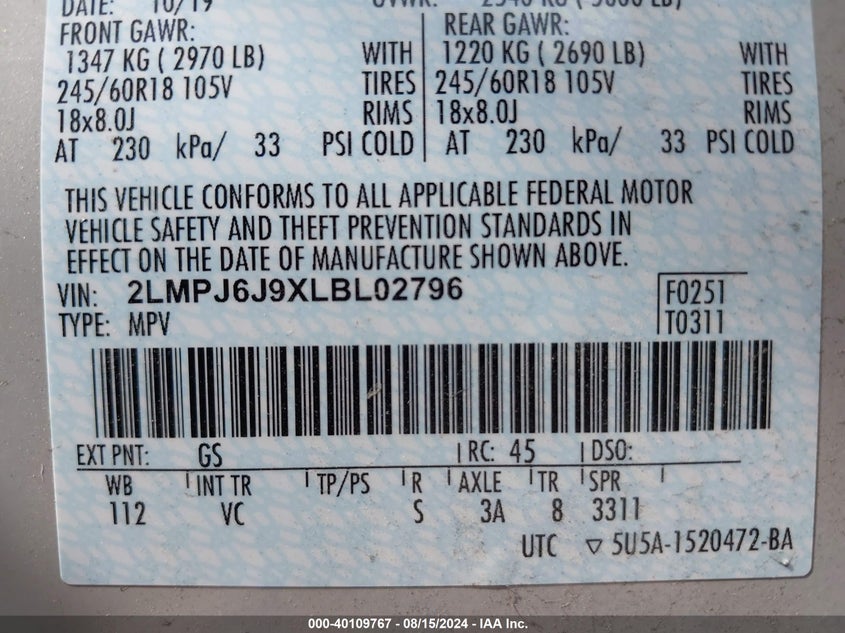 DATE: 10/19
FRONT GAWR:
1347 KG ( 2970 LB) WITH
245/60R18 105V TIRES
18x8.0J RIMS
AT 230 kPa/ 33 PSI COLD
REAR GAWR:
1220 KG ( 2690 LB) WITH
245/60R18 105V TIRES
18x8.0J RIMS
AT 230 kPa/ 33 PSI COLD
THIS VEHICLE CONFORMS TO ALL APPLICABLE FEDERAL MOTOR
VEHICLE SAFETY AND THEFT PREVENTION STANDARDS IN
EFFECT ON THE DATE OF MANUFACTURE SHOWN ABOVE.
VIN: 2LMPJ6J9XLBL02796 F0251
TYPE: MPV T0311
EXT PNT: GS RC: 45 DSO:
WB INT TR TP/PS R AXLE TR SPR
112 VC S 3A 8 3311
UTC ▽ 5U5A-1520472-BA
000-40109767 - 08/15/2024 - IAA Inc.